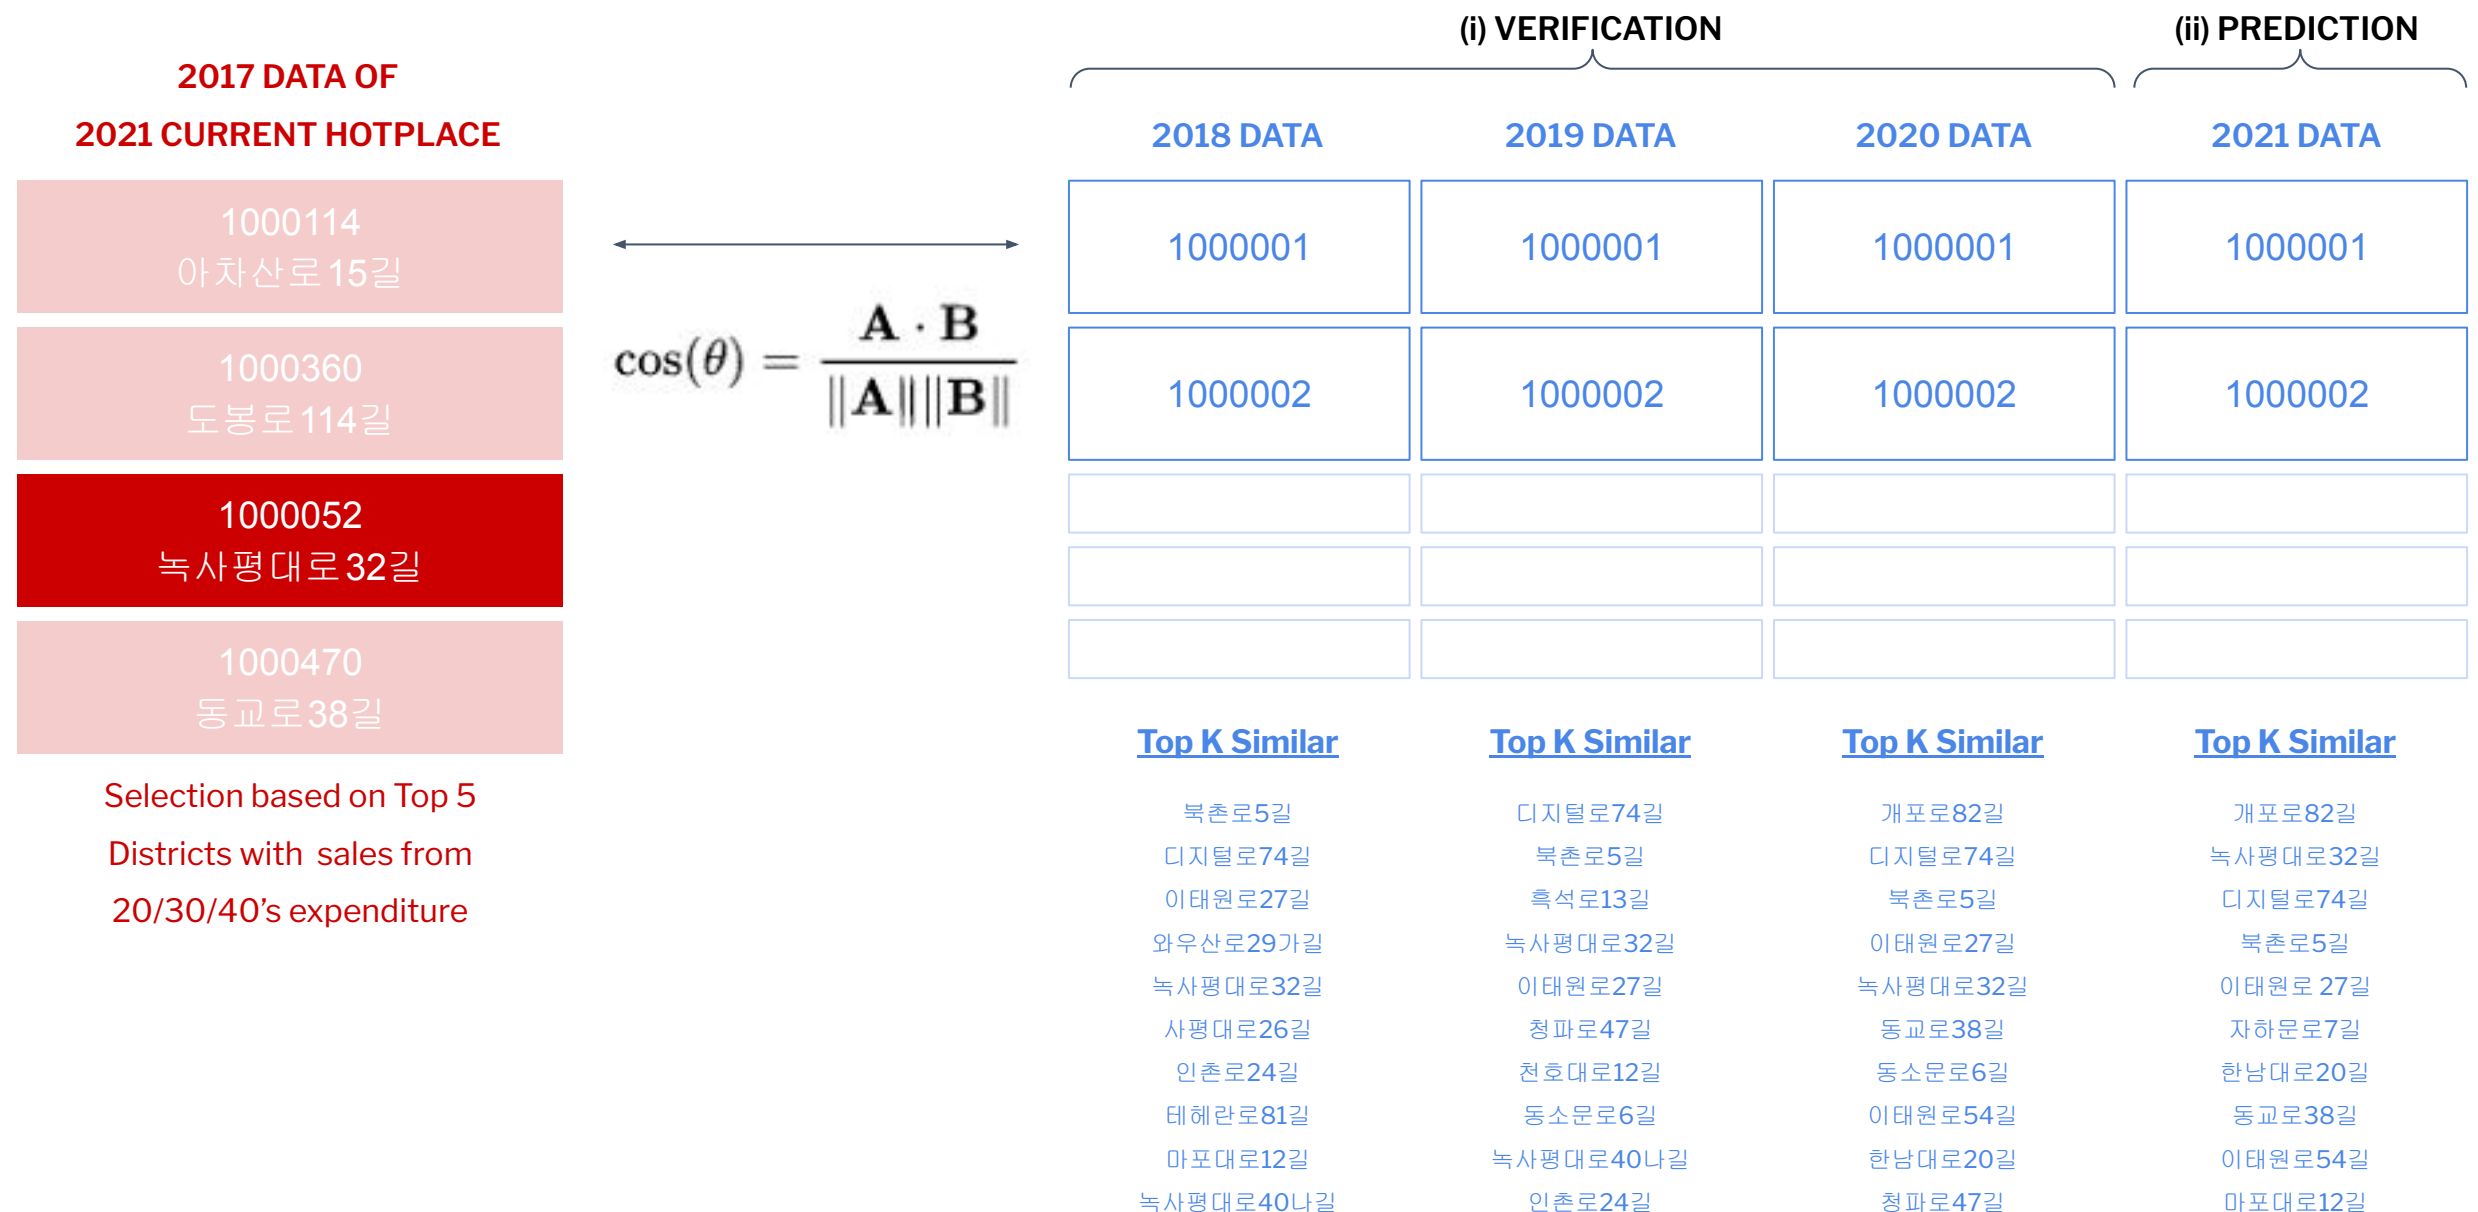 (i) VERIFICATION
(ii) PREDICTION
2017 DATA OF
2021 CURRENT HOTPLACE
1000114
아차산로15길
1000360
도봉로114길
1000052
녹사평대로32길
1000470
동교로38길
Selection based on Top 5
Districts with sales from
20/30/40’s expenditure
cos(θ) = A · B / ‖A‖‖B‖
2018 DATA
1000001
1000002
Top K Similar
북촌로5길
디지털로74길
이태원로27길
와우산로29가길
녹사평대로32길
사평대로26길
인촌로24길
테헤란로81길
마포대로12길
녹사평대로40나길
2019 DATA
1000001
1000002
Top K Similar
디지털로74길
북촌로5길
흑석로13길
녹사평대로32길
이태원로27길
청파로47길
천호대로12길
동소문로6길
녹사평대로40나길
인촌로24길
2020 DATA
1000001
1000002
Top K Similar
개포로82길
디지털로74길
북촌로5길
이태원로27길
녹사평대로32길
동교로38길
동소문로6길
이태원로54길
한남대로20길
청파로47길
2021 DATA
1000001
1000002
Top K Similar
개포로82길
녹사평대로32길
디지털로74길
북촌로5길
이태원로 27길
자하문로7길
한남대로20길
동교로38길
이태원로54길
마포대로12길